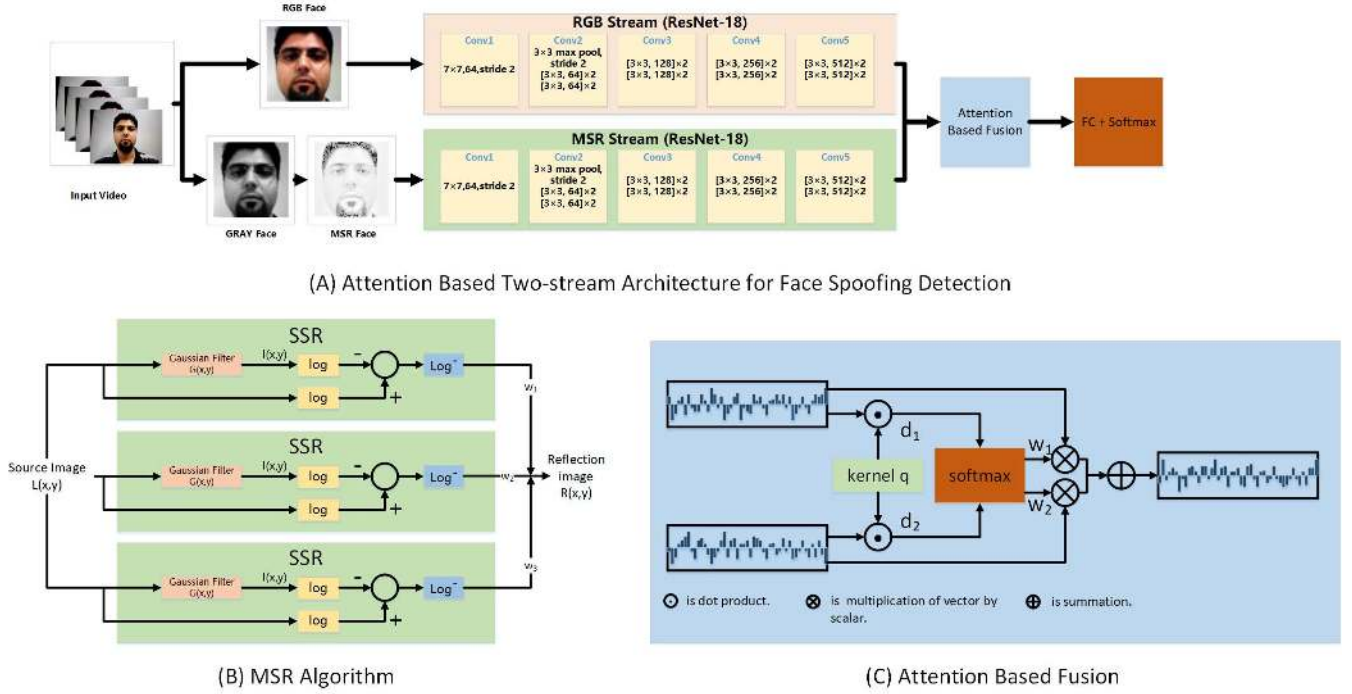 RGB Face
Input Video
GRAY Face
MSR Face
RGB Stream (ResNet-18)
Conv1
7×7,64,stride 2
Conv2
3×3 max pool,
stride 2
[3×3, 64]×2
[3×3, 64]×2
Conv3
[3×3, 128]×2
[3×3, 128]×2
Conv4
[3×3, 256]×2
[3×3, 256]×2
Conv5
[3×3, 512]×2
[3×3, 512]×2
MSR Stream (ResNet-18)
Conv1
7×7,64,stride 2
Conv2
3×3 max pool,
stride 2
[3×3, 64]×2
[3×3, 64]×2
Conv3
[3×3, 128]×2
[3×3, 128]×2
Conv4
[3×3, 256]×2
[3×3, 256]×2
Conv5
[3×3, 512]×2
[3×3, 512]×2
Attention
Based Fusion
FC + Softmax
(A) Attention Based Two-stream Architecture for Face Spoofing Detection
Source Image
L(x,y)
SSR
Gaussian Filter
G(x,y)
I(x,y)
log
−
Log⁻
log
+
w₁
SSR
Gaussian Filter
G(x,y)
I(x,y)
log
−
Log⁻
log
+
w₂
SSR
Gaussian Filter
G(x,y)
I(x,y)
log
−
Log⁻
log
+
w₃
Reflection
image
R(x,y)
(B) MSR Algorithm
d₁
kernel q
d₂
softmax
w₁
w₂
⊙ is dot product.
⊗ is multiplication of vector by
scalar.
⊕ is summation.
(C) Attention Based Fusion